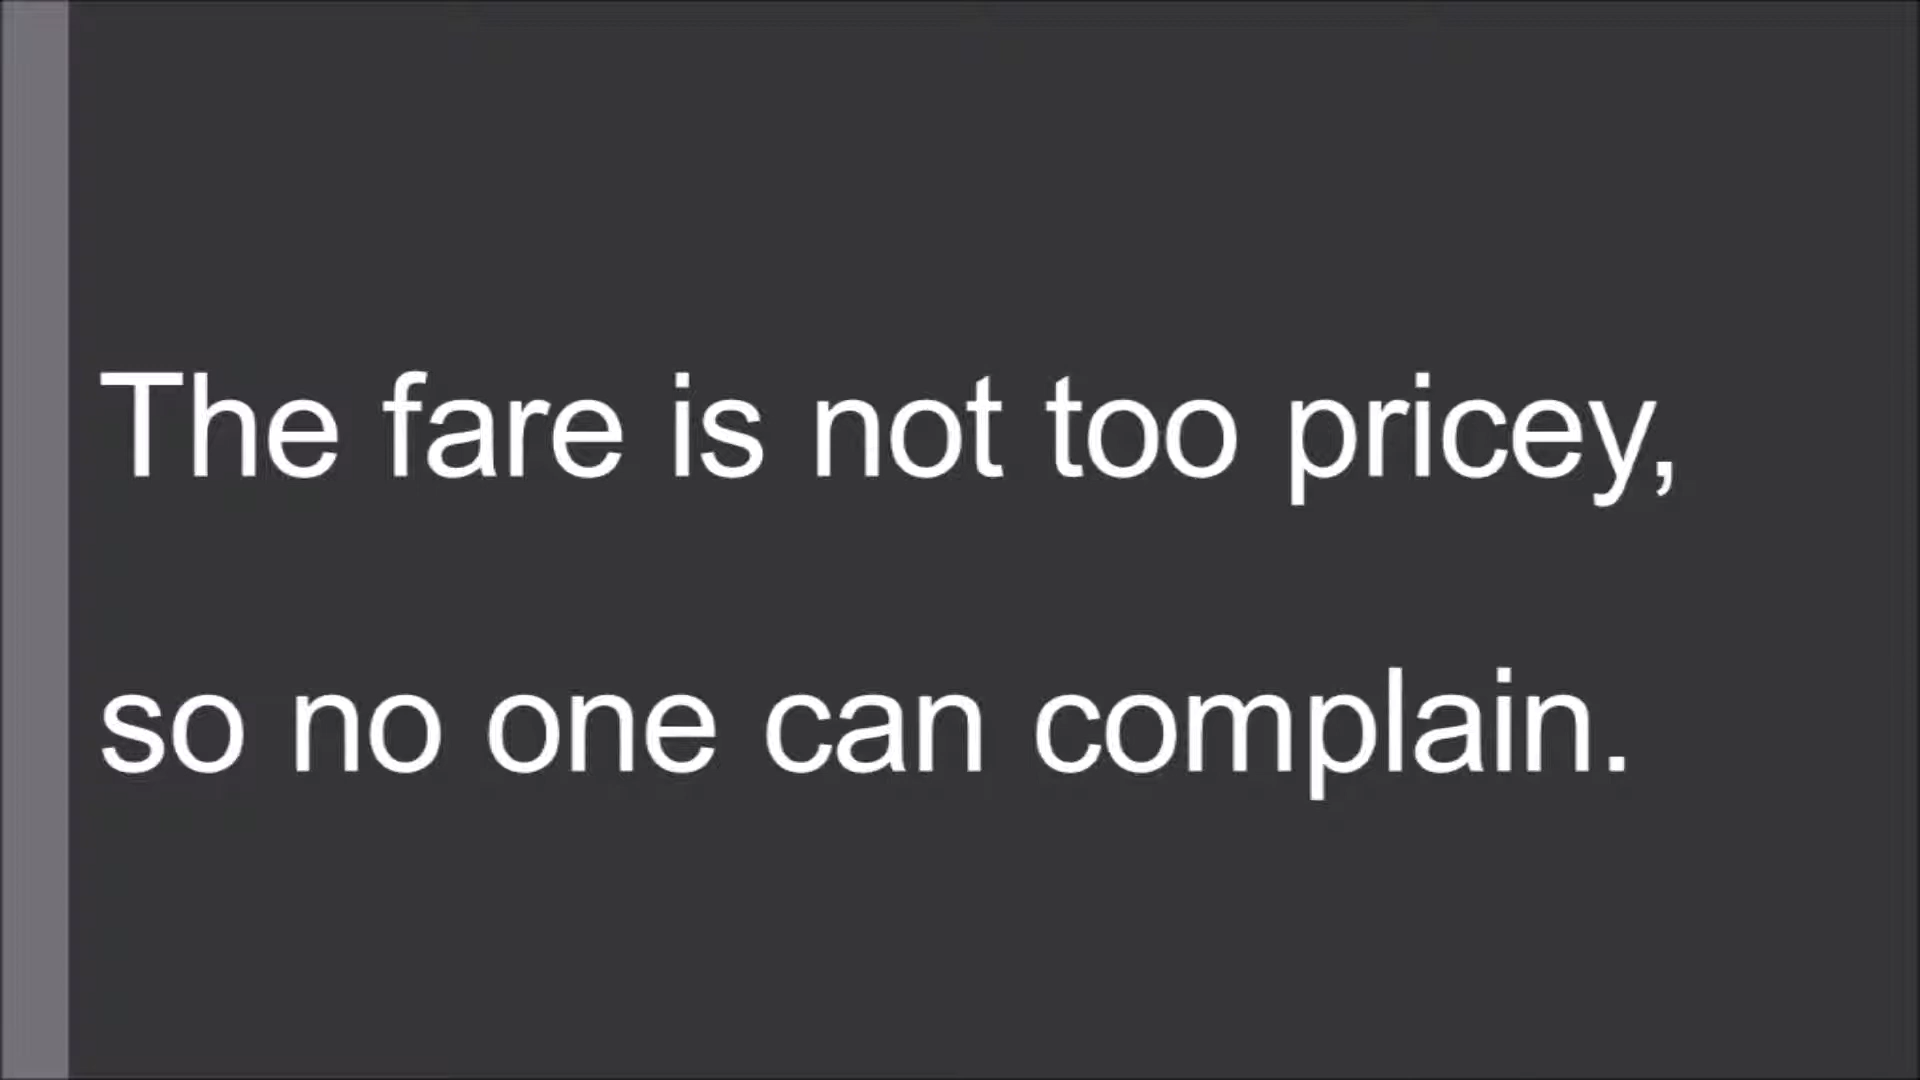 The fare is not too pricey,
so no one can complain.